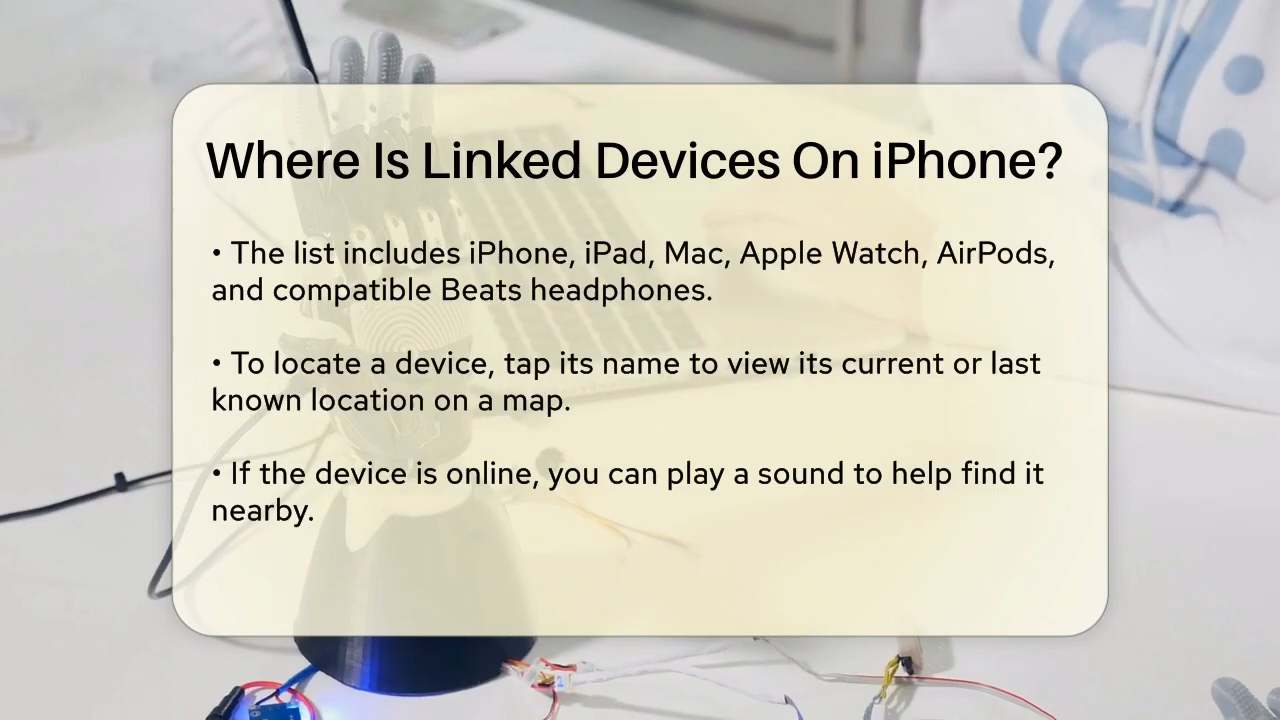 Where Is Linked Devices On iPhone?
• The list includes iPhone, iPad, Mac, Apple Watch, AirPods,
and compatible Beats headphones.
• To locate a device, tap its name to view its current or last
known location on a map.
• If the device is online, you can play a sound to help find it
nearby.